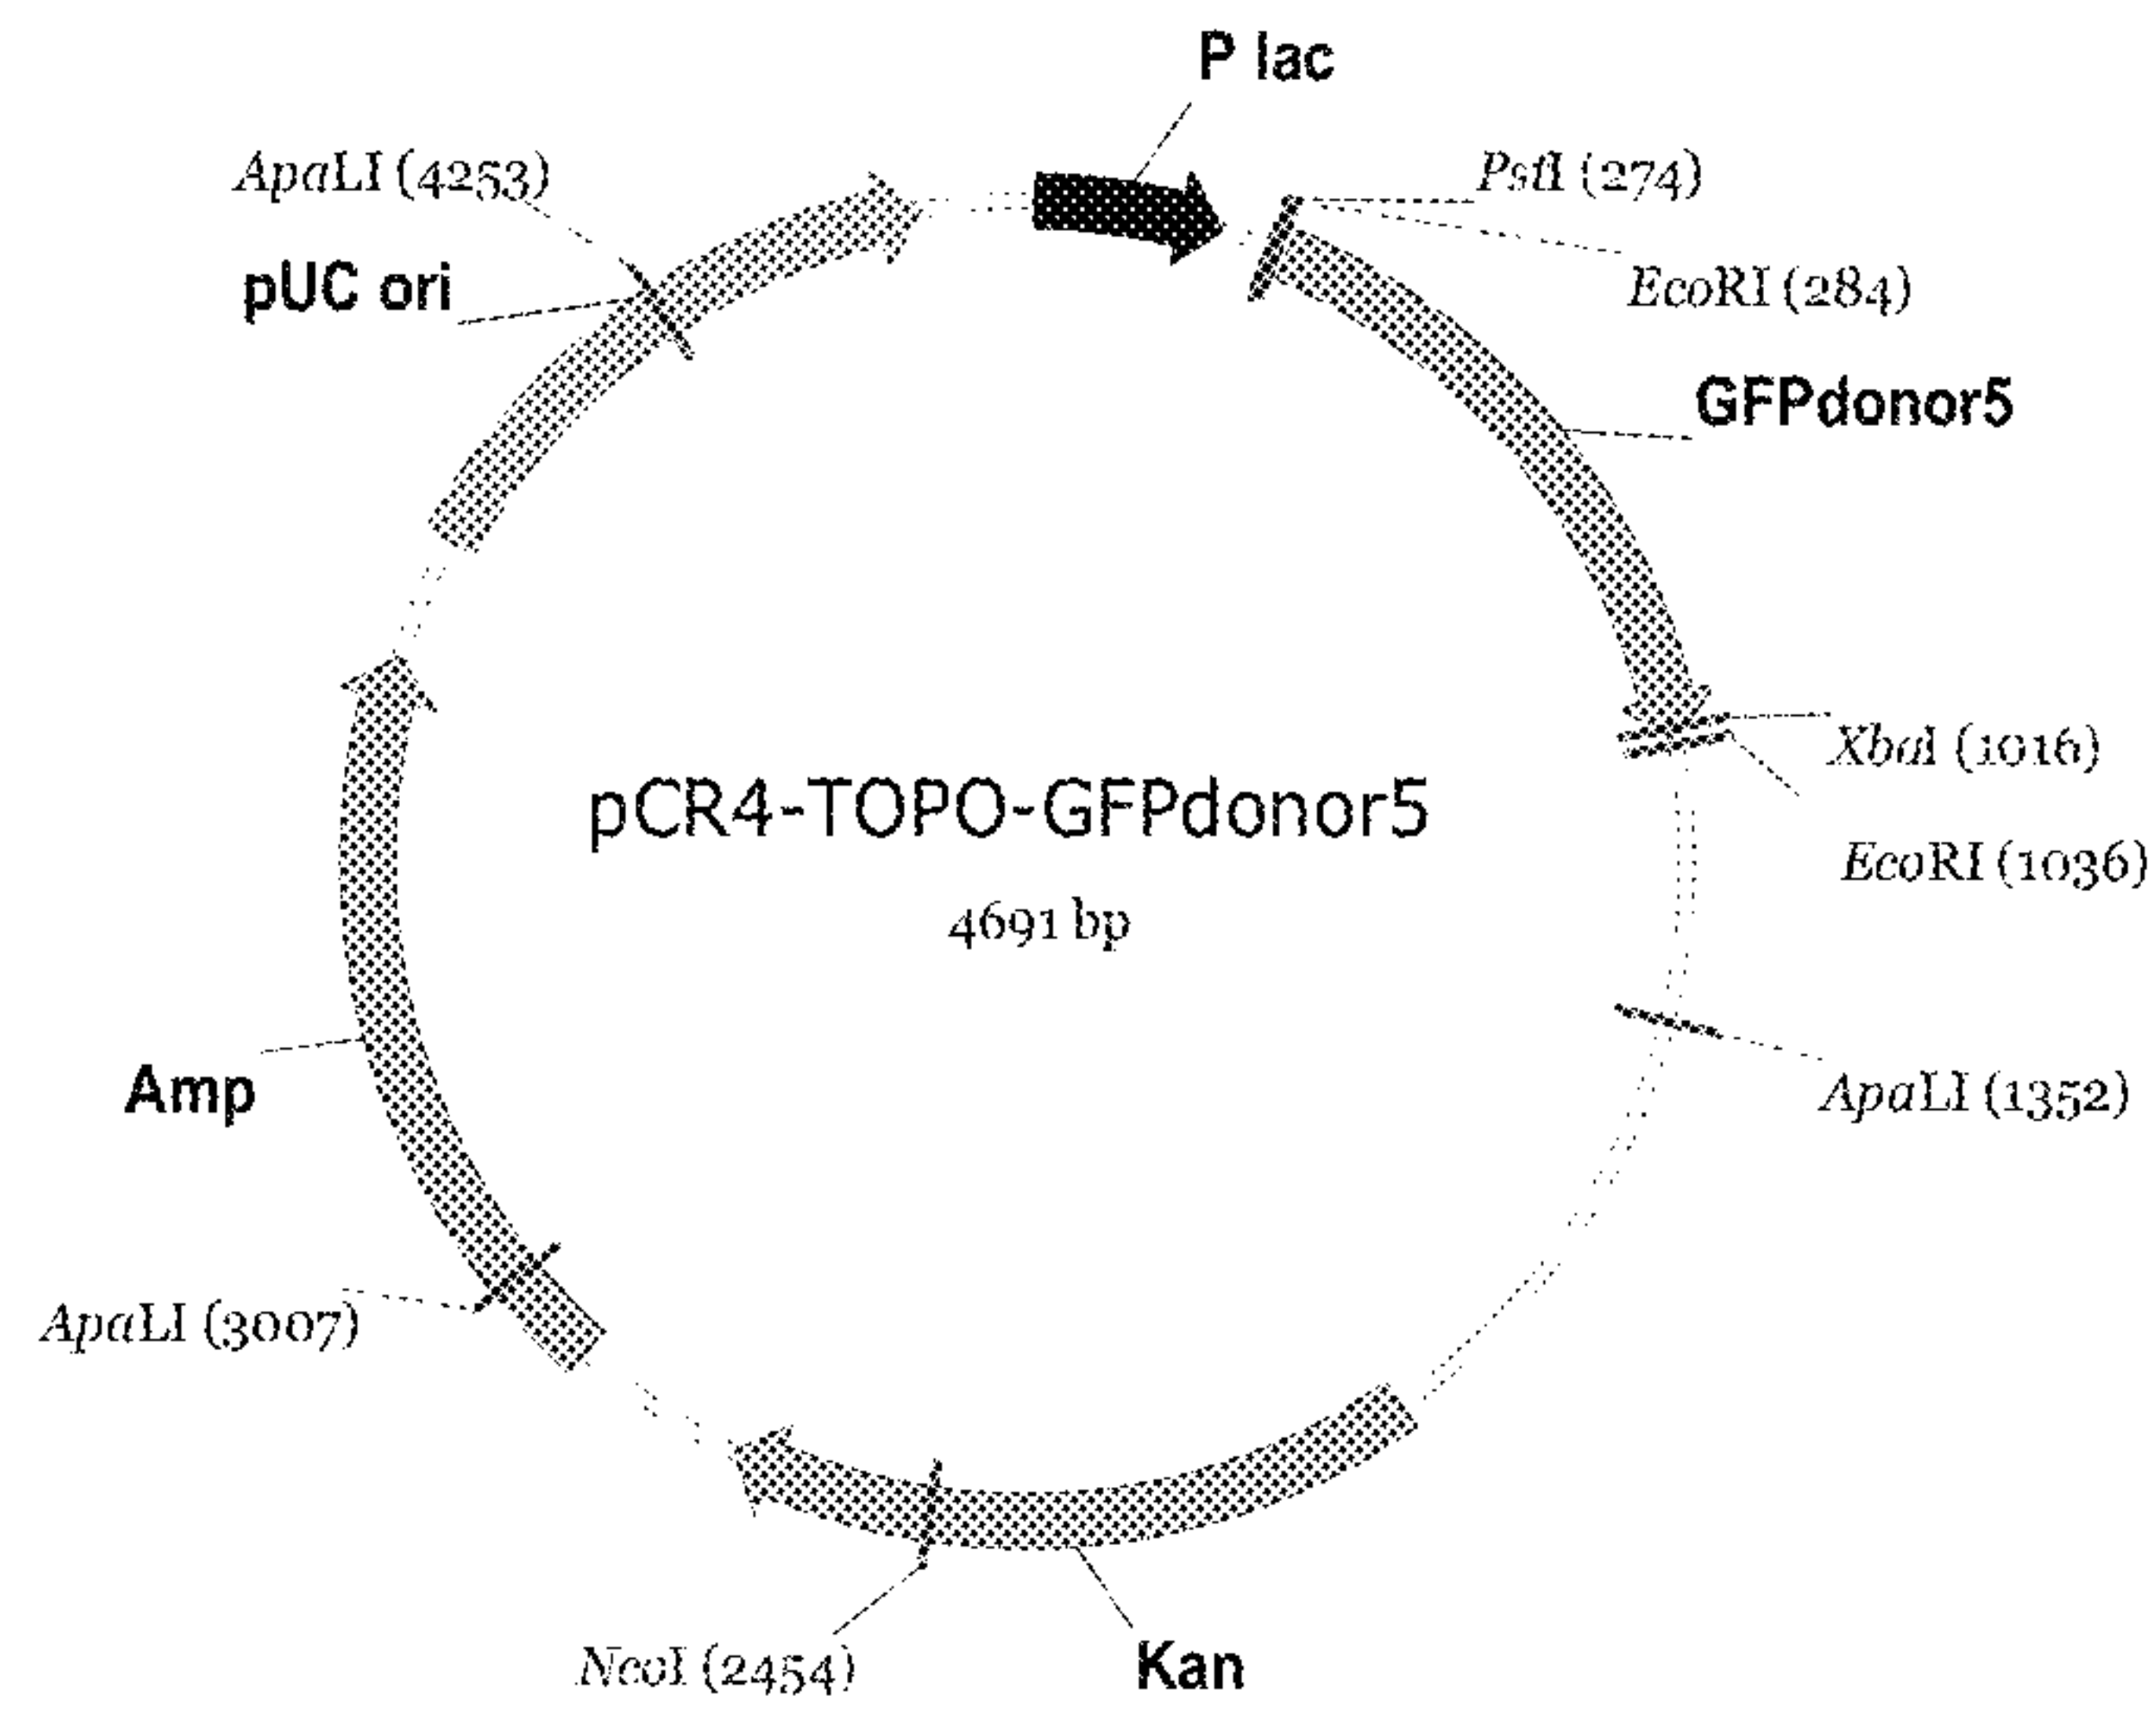 P lac
ApaLI (4253)
PstI (274)
pUC ori
EcoRI (284)
GFPdonor5
XbaI (1016)
pCR4-TOPO-GFPdonor5
EcoRI (1036)
4691 bp
Amp
ApaLI (1352)
ApaLI (3007)
NcoI (2454)
Kan